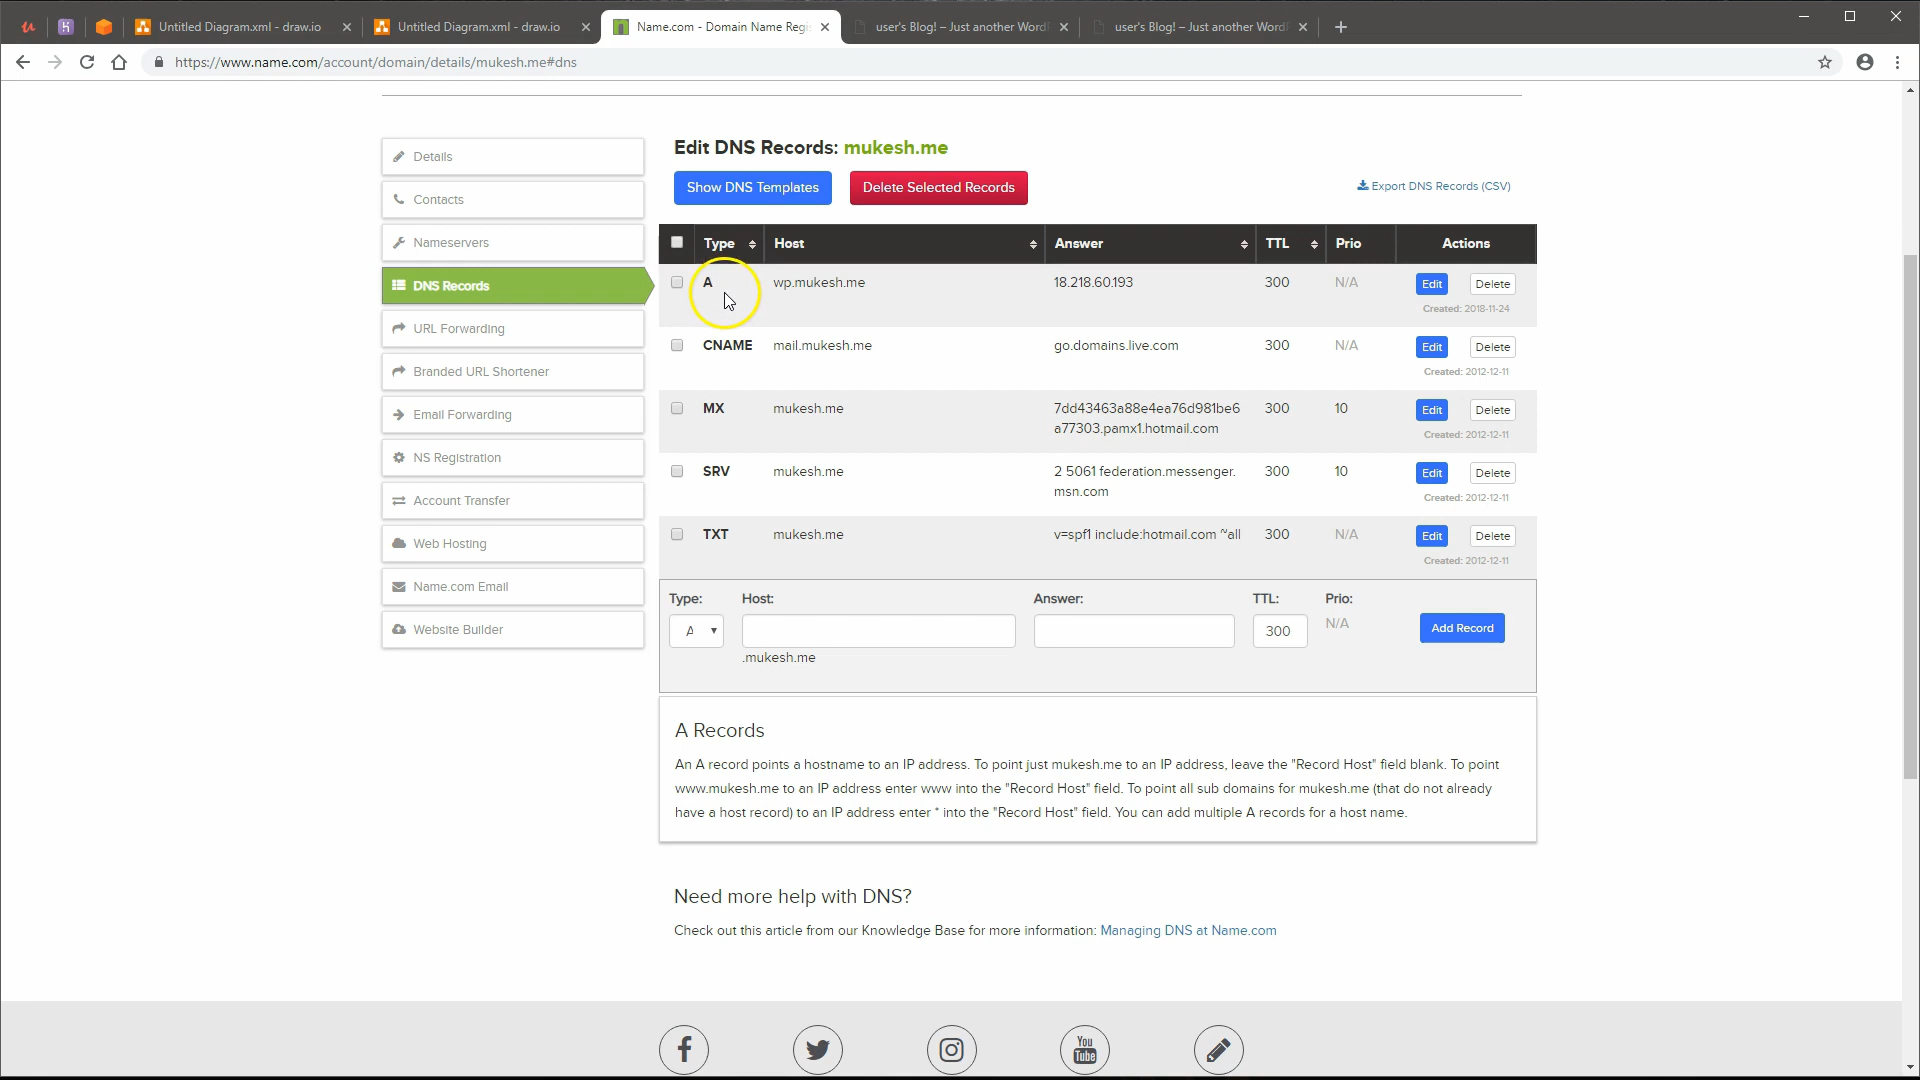 Untitled Diagram.xml - draw.io
Untitled Diagram.xml - draw.io
Name.com - Domain Name Regi
user's Blog! – Just another WordP
user's Blog! – Just another WordP
https://www.name.com/account/domain/details/mukesh.me#dns
Details
Contacts
Nameservers
DNS Records
URL Forwarding
Branded URL Shortener
Email Forwarding
NS Registration
Account Transfer
Web Hosting
Name.com Email
Website Builder
Edit DNS Records: mukesh.me
Show DNS Templates
Delete Selected Records
Export DNS Records (CSV)
Type Host Answer TTL Prio Actions
A wp.mukesh.me 18.218.60.193 300 N/A Edit Delete
Created: 2018-11-24
CNAME mail.mukesh.me go.domains.live.com 300 N/A Edit Delete
Created: 2012-12-11
MX mukesh.me 7dd43463a88e4ea76d981be6 300 10 Edit Delete
a77303.pamx1.hotmail.com
Created: 2012-12-11
SRV mukesh.me 2 5061 federation.messenger. 300 10 Edit Delete
msn.com
Created: 2012-12-11
TXT mukesh.me v=spf1 include:hotmail.com ~all 300 N/A Edit Delete
Created: 2012-12-11
Type: Host: Answer: TTL: Prio:
A 300 N/A Add Record
.mukesh.me
A Records
An A record points a hostname to an IP address. To point just mukesh.me to an IP address, leave the "Record Host" field blank. To point
www.mukesh.me to an IP address enter www into the "Record Host" field. To point all sub domains for mukesh.me (that do not already
have a host record) to an IP address enter * into the "Record Host" field. You can add multiple A records for a host name.
Need more help with DNS?
Check out this article from our Knowledge Base for more information: Managing DNS at Name.com
You
Tube